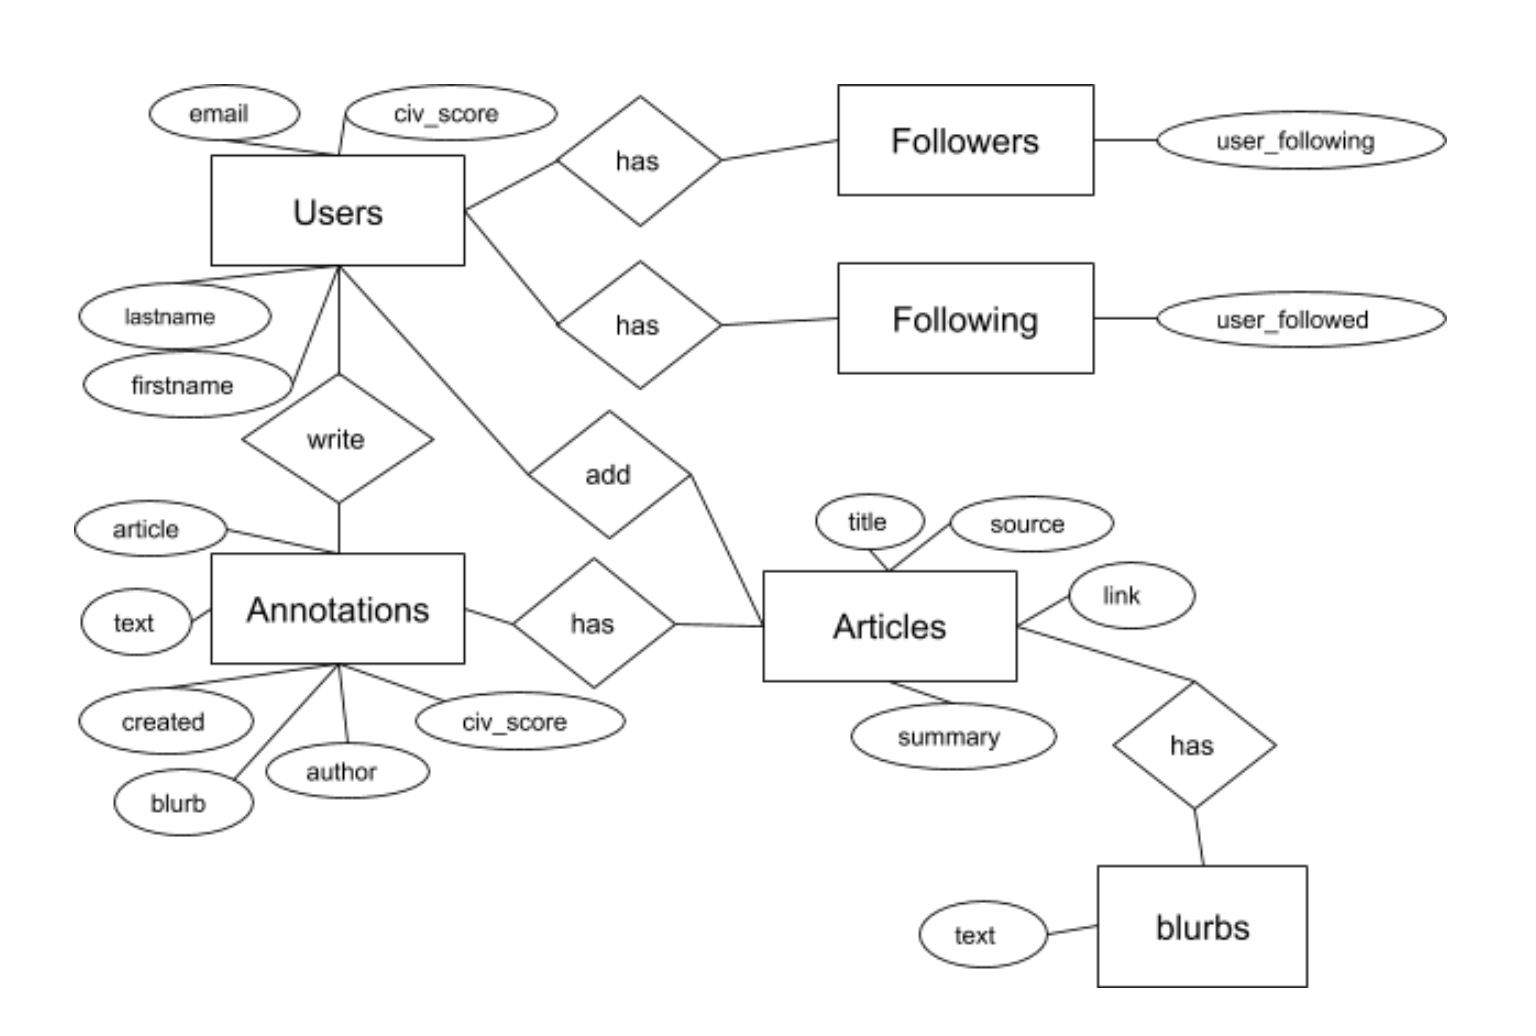 email
civ_score
Users
has
Followers
user_following
lastname
firstname
has
Following
user_followed
write
add
article
title
source
Annotations
text
has
Articles
link
created
blurb
author
civ_score
summary
has
text
blurbs